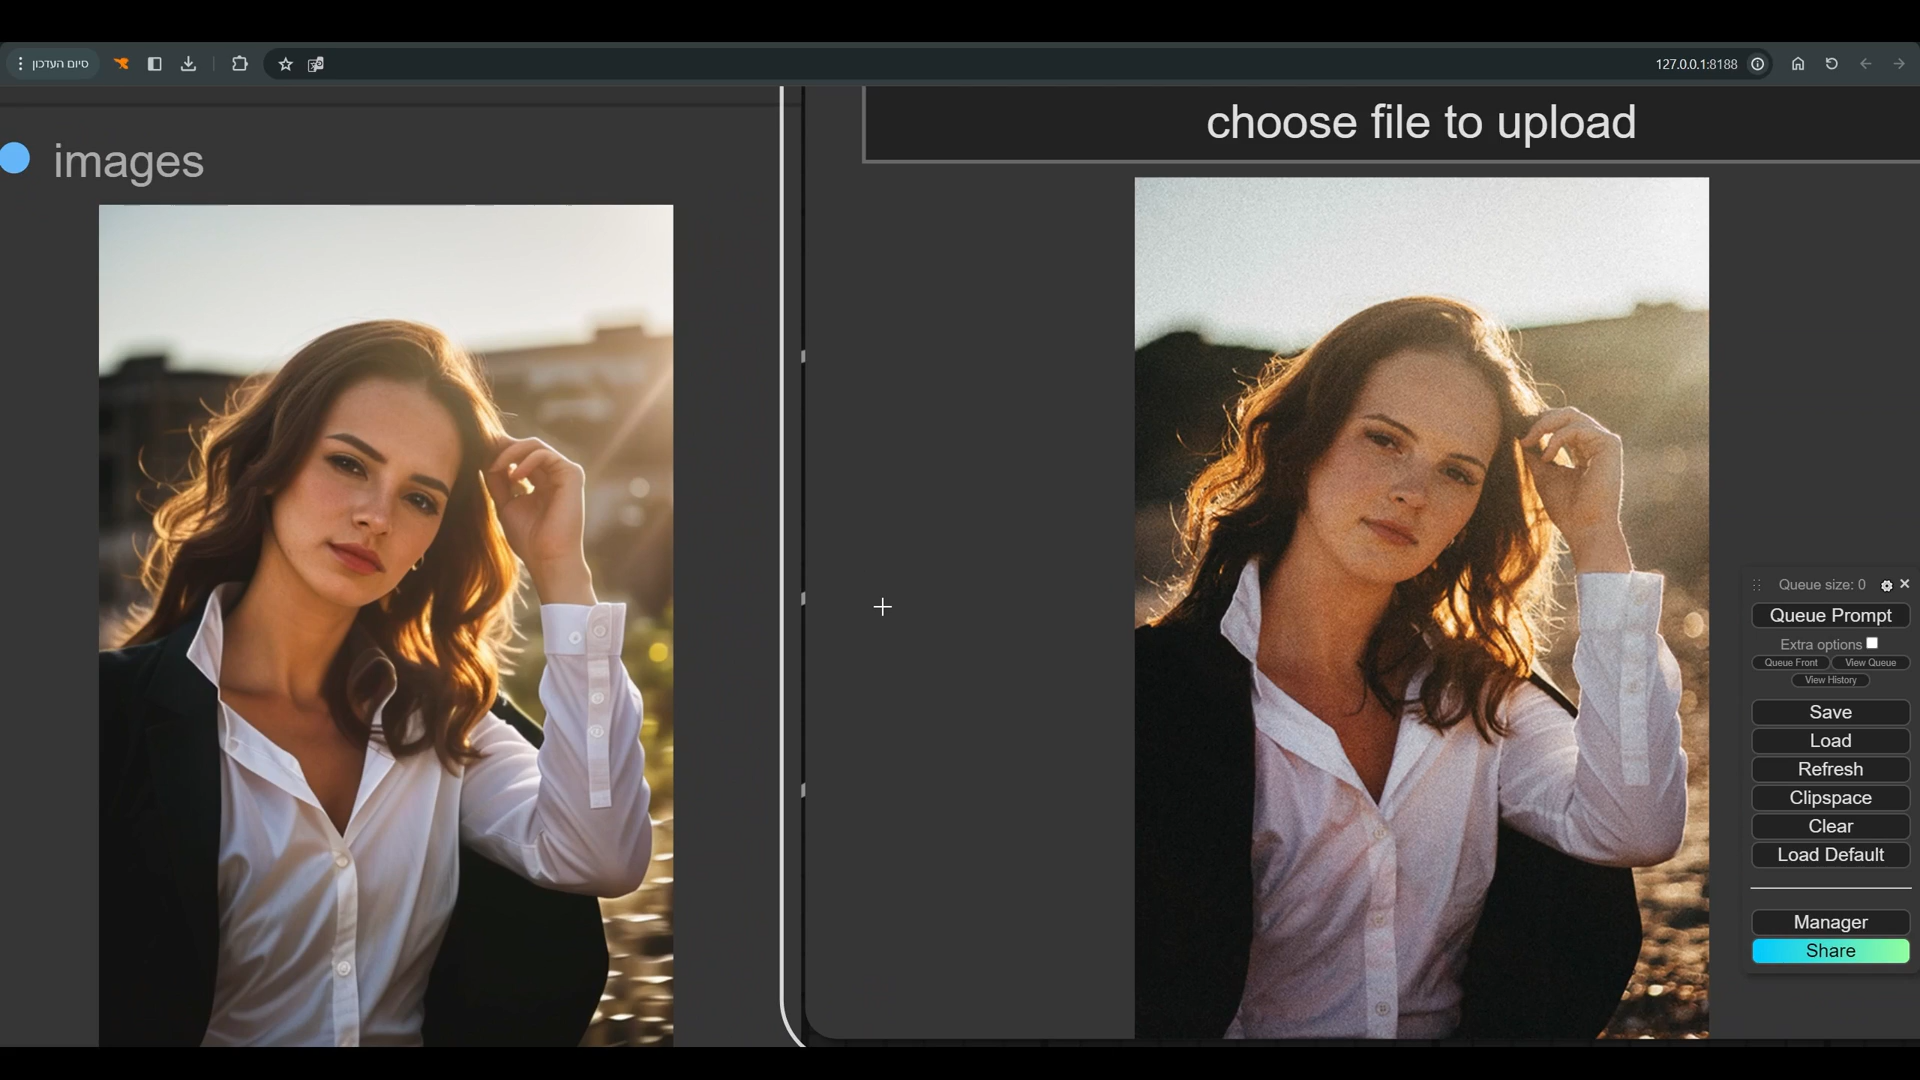 סיום העדכון
127.0.0.1:8188
choose file to upload
images
Queue size: 0
Queue Prompt
Extra options
Queue Front
View Queue
View History
Save
Load
Refresh
Clipspace
Clear
Load Default
Manager
Share